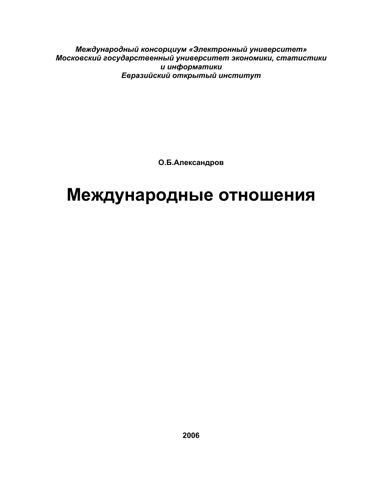 Международный консорциум «Электронный университет»
Московский государственный университет экономики, статистики
и информатики
Евразийский открытый институт
О.Б.Александров
Международные отношения
2006